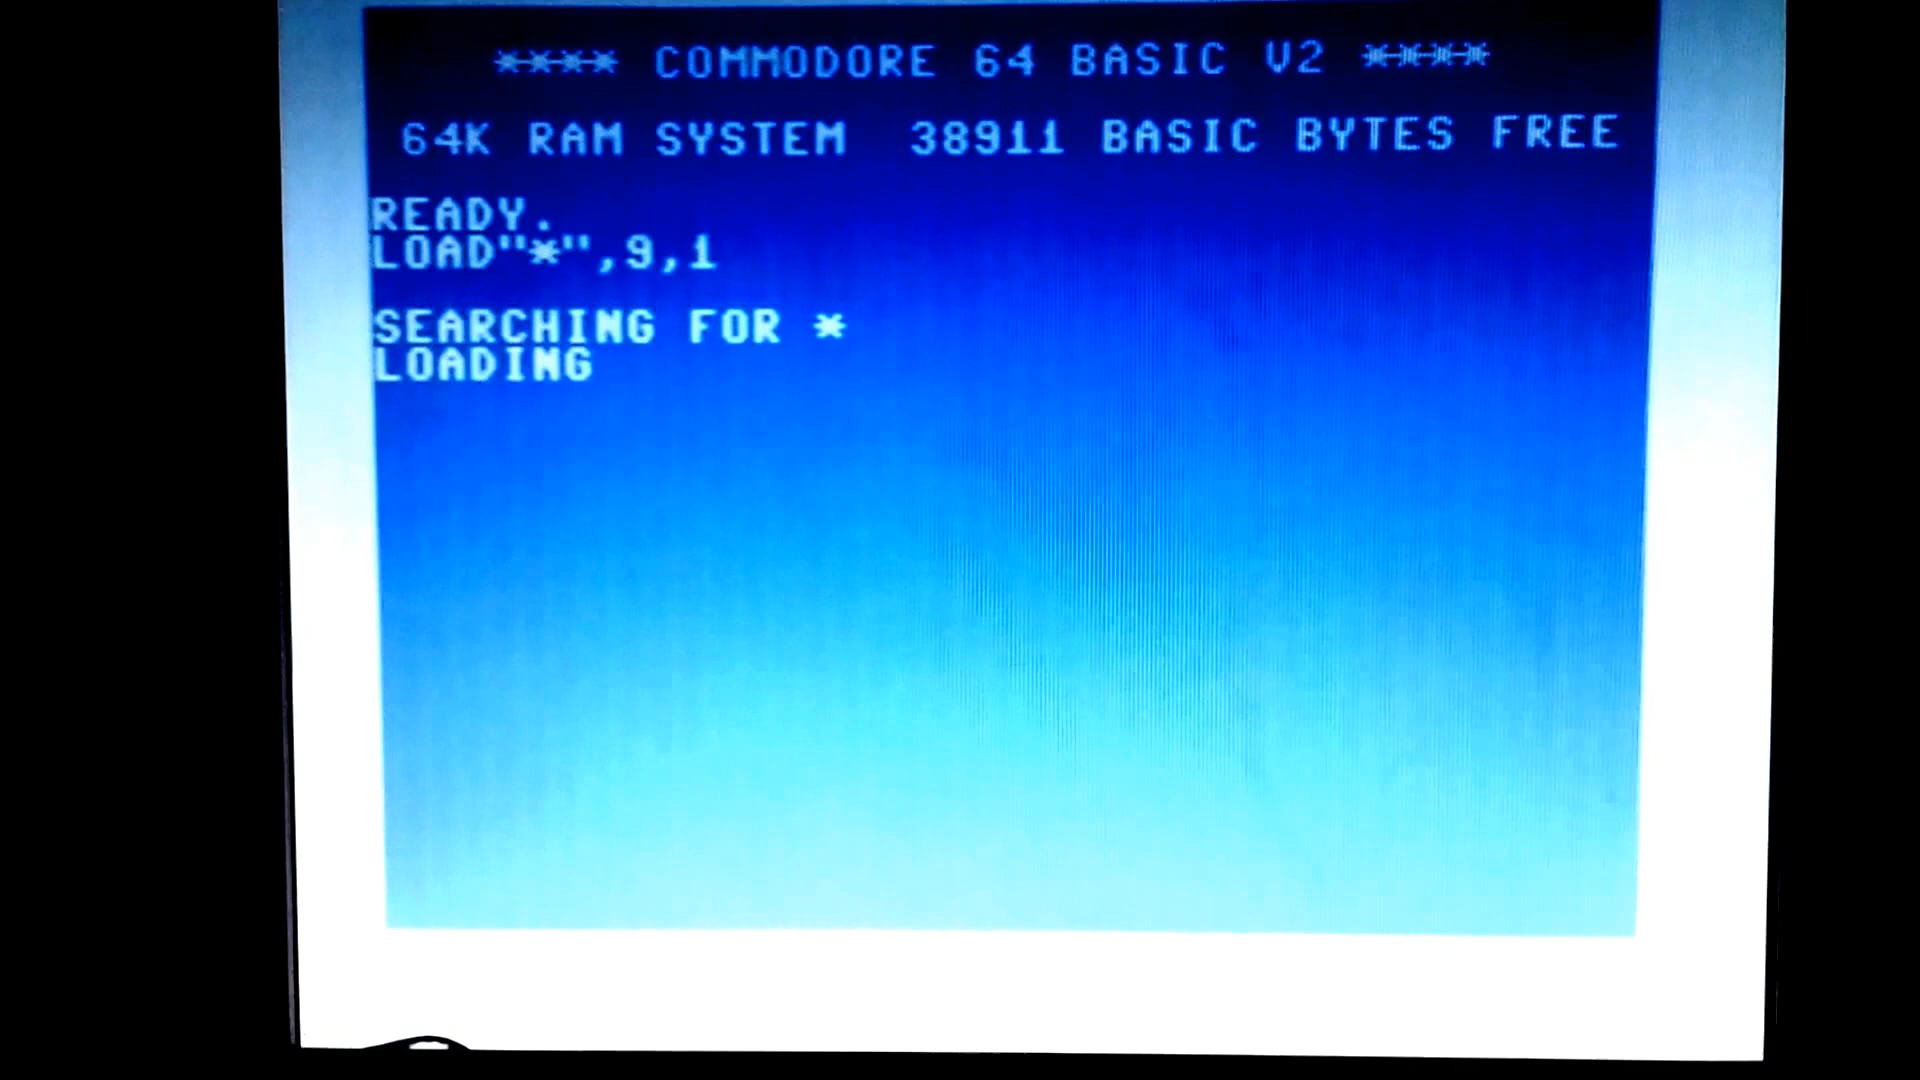 **** COMMODORE 64 BASIC V2 ****
64K RAM SYSTEM  38911 BASIC BYTES FREE
READY.
LOAD"*",9,1
SEARCHING FOR *
LOADING